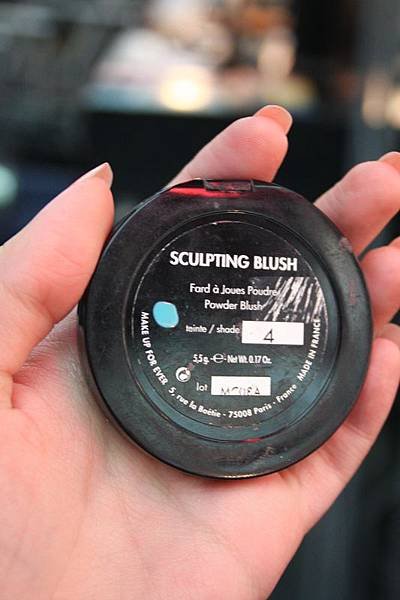 SCULPTING BLUSH
Fard à Joues Poudre
Powder Blush
teinte / shade 4
5,5g. ‑℮‑ Net Wt. 0.17 Oz.
lot
MAKE UP FOR EVER 5, rue la Boétie - 75008 Paris - France MADE IN FRANCE